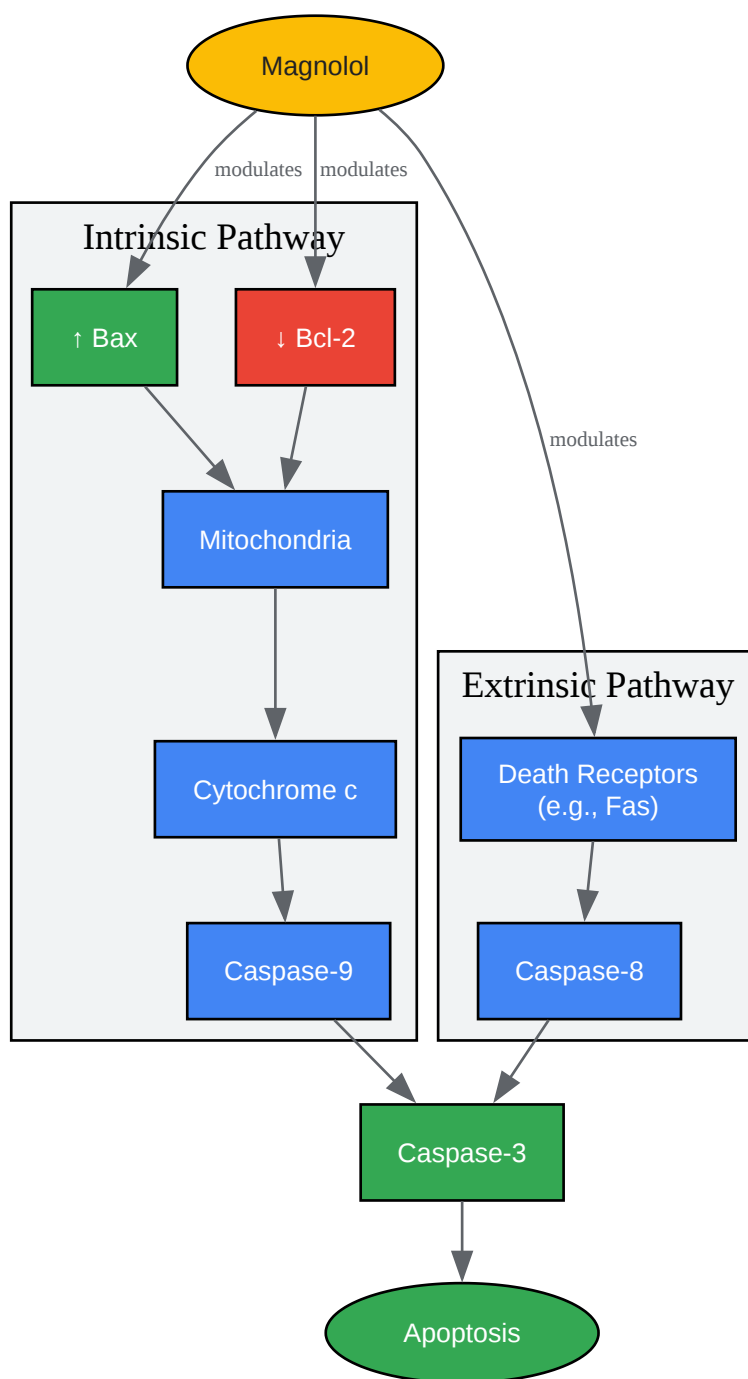 Magnolol
modulates
modulates
Intrinsic Pathway
↑ Bax
↓ Bcl-2
modulates
Mitochondria
Extrinsic Pathway
Death Receptors
(e.g., Fas)
Cytochrome c
Caspase-9
Caspase-8
Caspase-3
Apoptosis